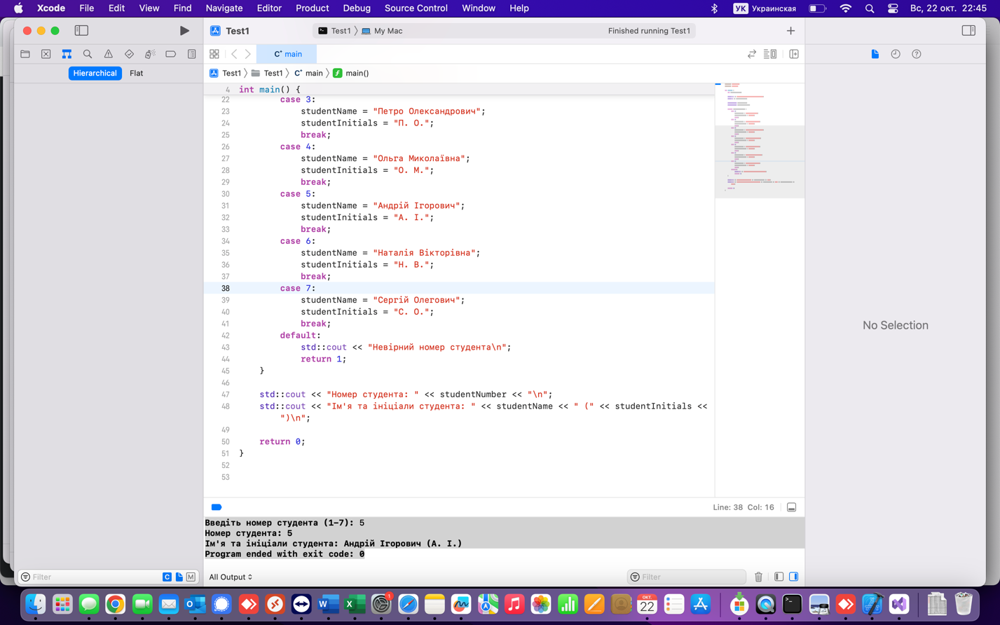 Xcode File Edit View Find Navigate Editor Product Debug Source Control Window Help УК Украинская Вс, 22 окт. 22:45
Test1 Test1 〉 My Mac Finished running Test1
C⁺ main
Hierarchical Flat
Test1 〉 Test1 〉 C⁺ main 〉 f main()
4 int main() {
22 case 3:
23 studentName = "Петро Олександрович";
24 studentInitials = "П. О.";
25 break;
26 case 4:
27 studentName = "Ольга Миколаївна";
28 studentInitials = "О. М.";
29 break;
30 case 5:
31 studentName = "Андрій Ігорович";
32 studentInitials = "А. І.";
33 break;
34 case 6:
35 studentName = "Наталія Вікторівна";
36 studentInitials = "Н. В.";
37 break;
38 case 7:
39 studentName = "Сергій Олегович";
40 studentInitials = "С. О.";
41 break;
42 default:
43 std::cout << "Невірний номер студента\n";
44 return 1;
45 }
46
47 std::cout << "Номер студента: " << studentNumber << "\n";
48 std::cout << "Ім'я та ініціали студента: " << studentName << " (" << studentInitials <<
")\n";
49
50 return 0;
51 }
52
53
No Selection
Line: 38 Col: 16
Введіть номер студента (1-7): 5
Номер студента: 5
Ім'я та ініціали студента: Андрій Ігорович (А. І.)
Program ended with exit code: 0
Filter C M All Output Filter
W X 1 ОКТ. 22